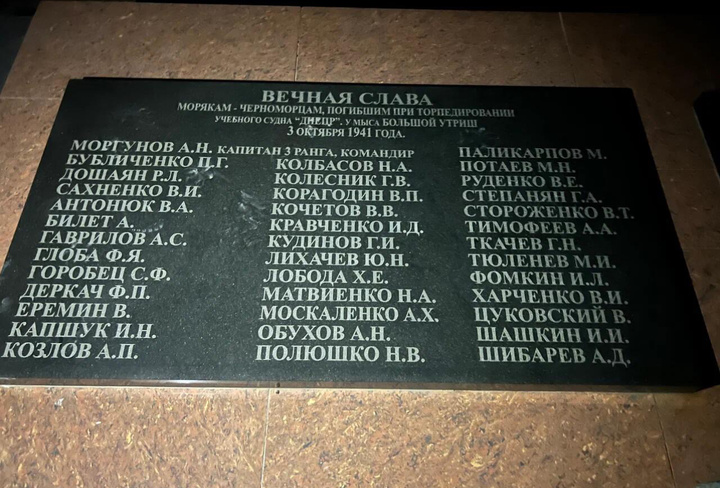 ВЕЧНАЯ СЛАВА
МОРЯКАМ - ЧЕРНОМОРЦАМ, ПОГИБШИМ ПРИ ТОРПЕДИРОВАНИИ
УЧЕБНОГО СУДНА "ДНЕПР", У МЫСА БОЛЬШОЙ УТРИШ
3 ОКТЯБРЯ 1941 ГОДА.
МОРГУНОВ А.Н. КАПИТАН 3 РАНГА, КОМАНДИР
БУБЛИЧЕНКО П.Г.
ДОШАЯН Р.Л.
САХНЕНКО В.И.
АНТОНЮК В.А.
БИЛЕТ А.
ГАВРИЛОВ А.С.
ГЛОБА Ф.Я.
ГОРОБЕЦ С.Ф.
ДЕРКАЧ Ф.П.
ЕРЕМИН В.
КАПШУК И.Н.
КОЗЛОВ А.П.
КОЛБАСОВ Н.А.
КОЛЕСНИК Г.В.
КОРАГОДИН В.П.
КОЧЕТОВ В.В.
КРАВЧЕНКО И.Д.
КУДИНОВ Г.И.
ЛИХАЧЕВ Ю.Н.
ЛОБОДА Х.Е.
МАТВИЕНКО Н.А.
МОСКАЛЕНКО А.Х.
ОБУХОВ А.Н.
ПОЛЮШКО Н.В.
ПАЛИКАРПОВ М.
ПОТАЕВ М.Н.
РУДЕНКО В.Е.
СТЕПАНЯН Г.А.
СТОРОЖЕНКО В.Т.
ТИМОФЕЕВ А.А.
ТКАЧЕВ Г.Н.
ТЮЛЕНЕВ М.И.
ФОМКИН И.Л.
ХАРЧЕНКО В.И.
ЦУКОВСКИЙ В.
ШАШКИН И.И.
ШИБАРЕВ А.Д.